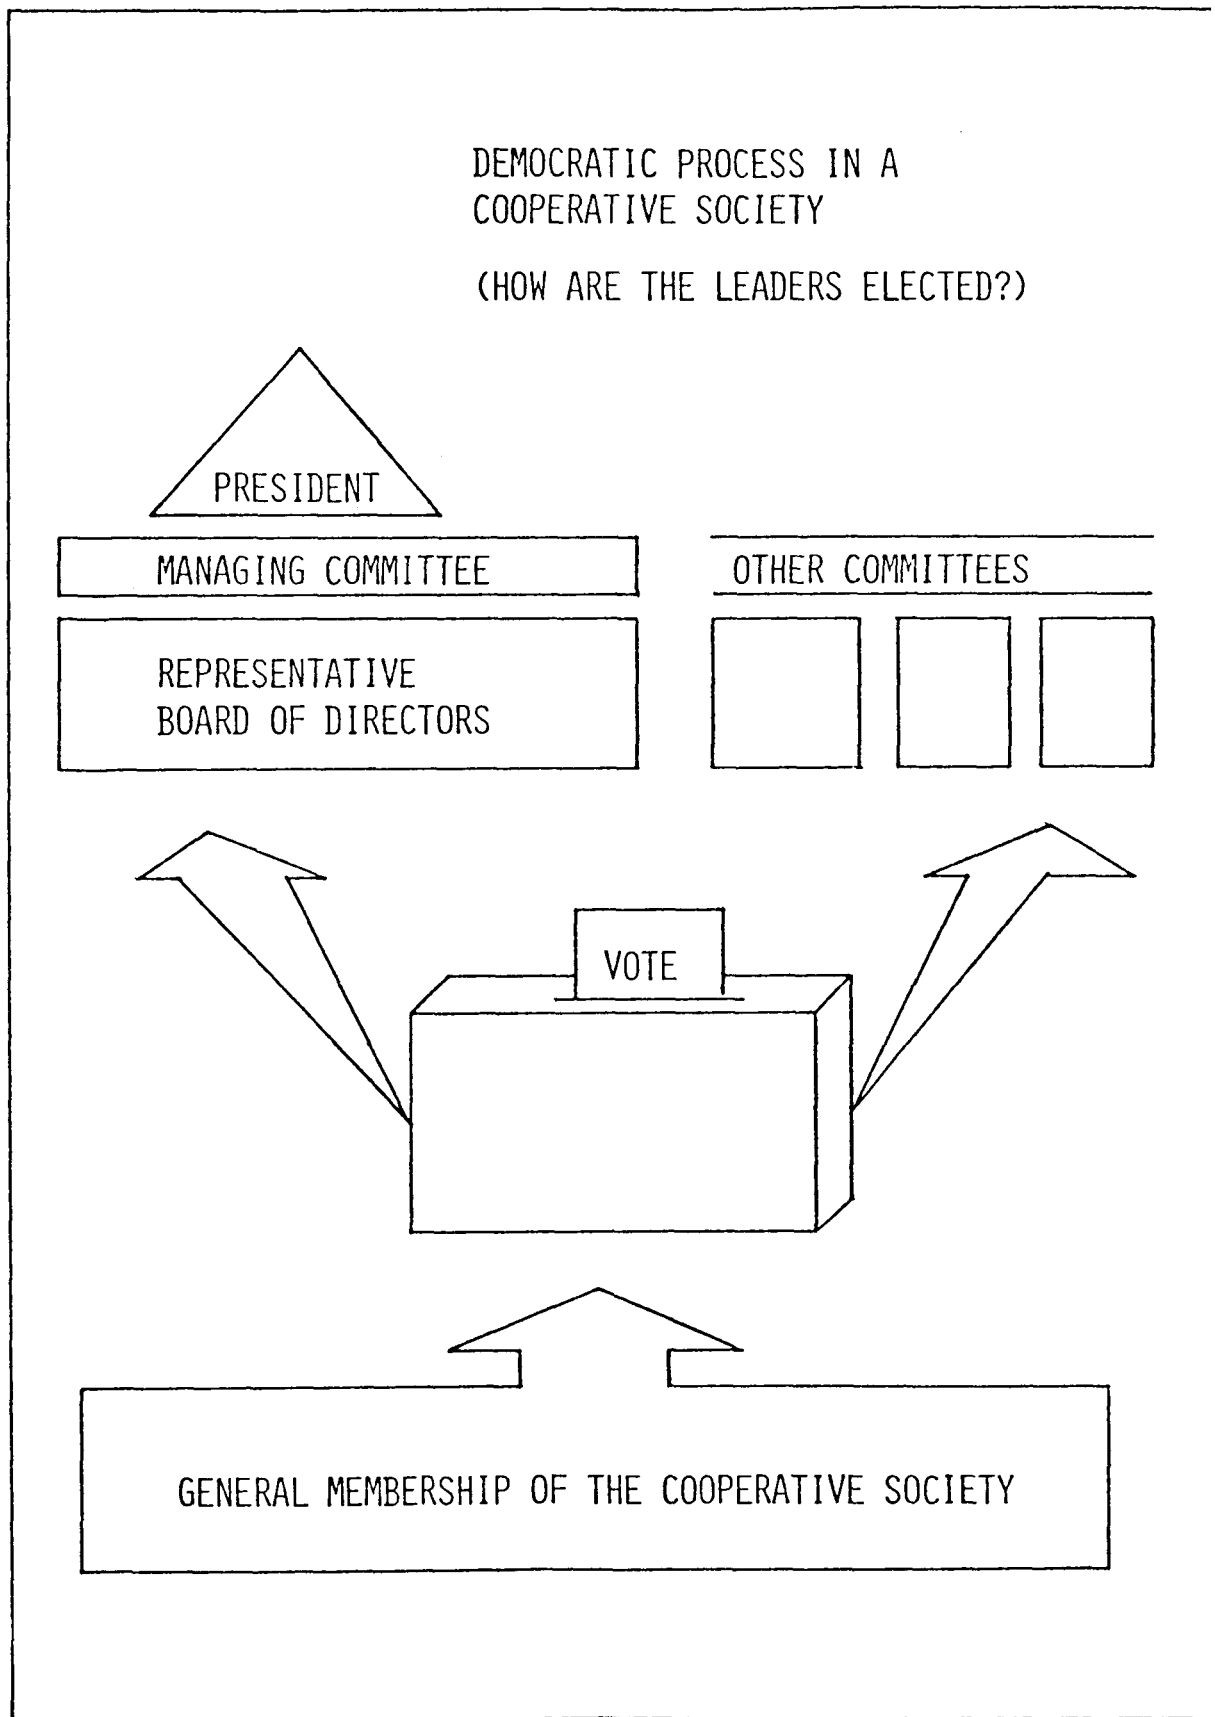 DEMOCRATIC PROCESS IN A
COOPERATIVE SOCIETY
(HOW ARE THE LEADERS ELECTED?)
PRESIDENT
MANAGING COMMITTEE
OTHER COMMITTEES
REPRESENTATIVE
BOARD OF DIRECTORS
VOTE
GENERAL MEMBERSHIP OF THE COOPERATIVE SOCIETY